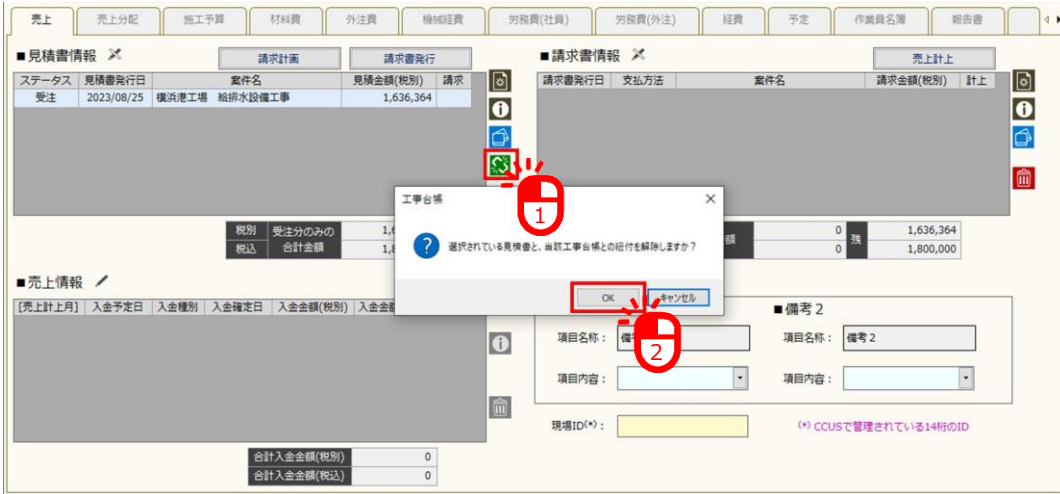 売上 売上分配 施工予算 材料費 外注費 機械経費 労務費(社員) 労務費(外注) 経費 予定 作業員名簿 報告書
■見積書情報 請求計画 請求書発行
ステータス 見積書発行日 案件名 見積金額(税別) 請求
受注 2023/08/25 横浜港工場 給排水設備工事 1,636,364
税別 受注分のみの
税込 合計金額
■請求書情報 売上計上
請求書発行日 支払方法 案件名 請求金額(税別) 計上
額 0 残 1,636,364
0 1,800,000
工事台帳
選択されている見積書と、当該工事台帳との紐付を解除しますか？
OK キャンセル
1
2
■売上情報
[売上計上月] 入金予定日 入金種別 入金確定日 入金金額(税別) 入金金額
合計入金金額(税別) 0
合計入金金額(税込) 0
■備考２
項目名称： 備考
項目名称： 備考２
項目内容：
項目内容：
現場ID(*)： (*) CCUSで管理されている14桁のID